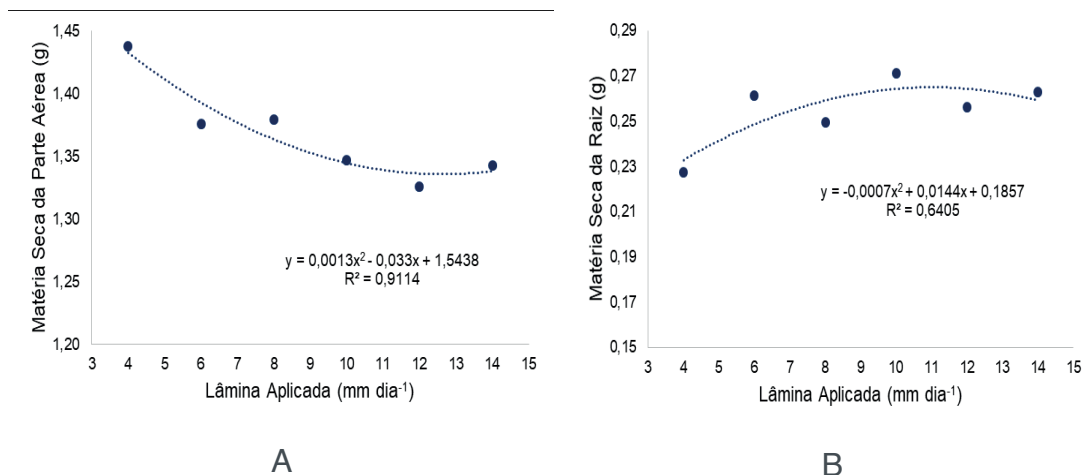 1,45
1,40
1,35
1,30
1,25
1,20
Matéria Seca da Parte Aérea (g)
y = 0,0013x² - 0,033x + 1,5438
R² = 0,9114
3 4 5 6 7 8 9 10 11 12 13 14 15
Lâmina Aplicada (mm dia⁻¹)
A
0,29
0,27
0,25
0,23
0,21
0,19
0,17
0,15
Matéria Seca da Raiz (g)
y = -0,0007x² + 0,0144x + 0,1857
R² = 0,6405
3 4 5 6 7 8 9 10 11 12 13 14 15
Lâmina Aplicada (mm dia⁻¹)
B